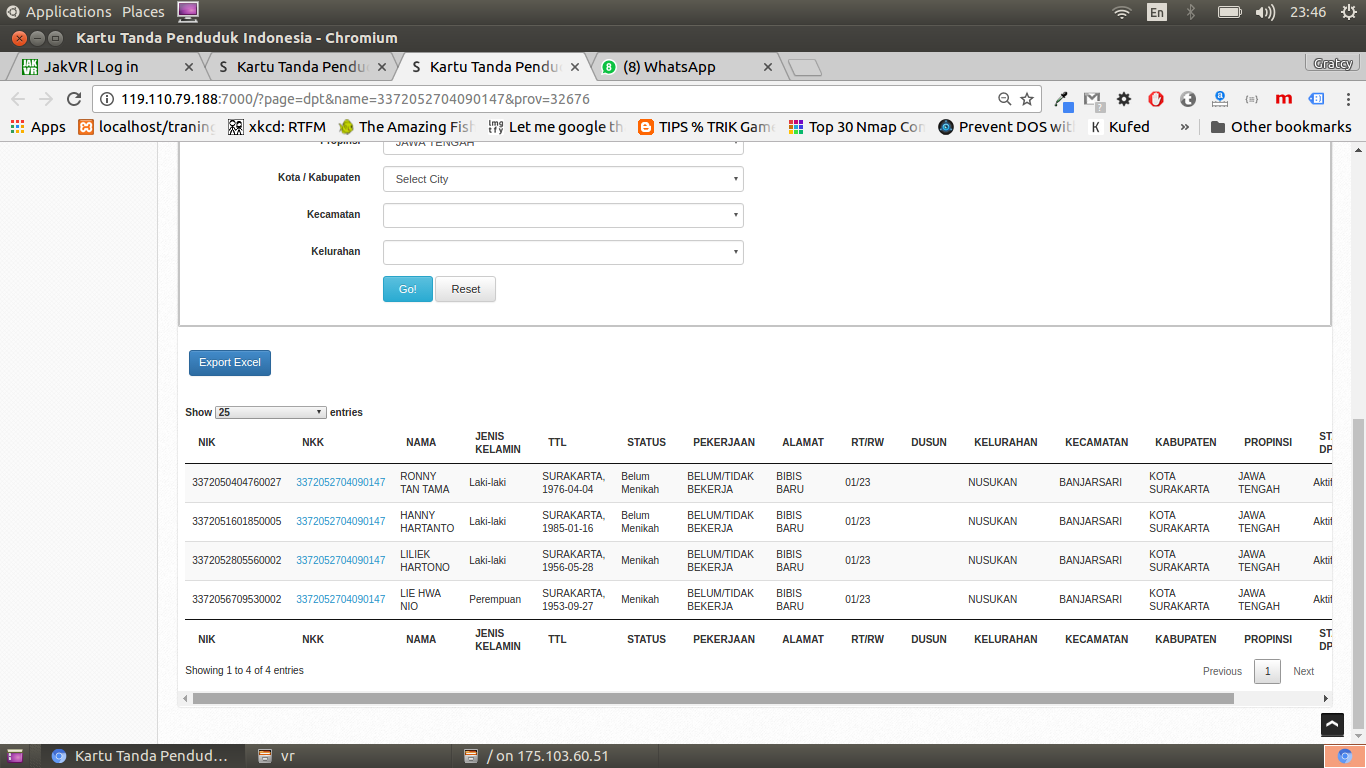 Applications Places En 23:46
Kartu Tanda Penduduk Indonesia - Chromium
JakVR | Log in S Kartu Tanda Pendu S Kartu Tanda Pendu 8 (8) WhatsApp Gratcy
119.110.79.188:7000/?page=dpt&name=3372052704090147&prov=32676
Apps localhost/traning xkcd: RTFM The Amazing Fis Let me google th TIPS % TRIK Gam Top 30 Nmap Con Prevent DOS wit K Kufed » Other bookmarks
Propinsi JAWA TENGAH
Kota / Kabupaten Select City
Kecamatan
Kelurahan
Go! Reset
Export Excel
Show 25 entries
NIK NKK NAMA JENIS KELAMIN TTL STATUS PEKERJAAN ALAMAT RT/RW DUSUN KELURAHAN KECAMATAN KABUPATEN PROPINSI ST DP
3372050404760027 3372052704090147 RONNY TAN TAMA Laki-laki SURAKARTA, 1976-04-04 Belum Menikah BELUM/TIDAK BEKERJA BIBIS BARU 01/23 NUSUKAN BANJARSARI KOTA SURAKARTA JAWA TENGAH Aktif
3372051601850005 3372052704090147 HANNY HARTANTO Laki-laki SURAKARTA, 1985-01-16 Belum Menikah BELUM/TIDAK BEKERJA BIBIS BARU 01/23 NUSUKAN BANJARSARI KOTA SURAKARTA JAWA TENGAH Aktif
3372052805560002 3372052704090147 LILIEK HARTONO Laki-laki SURAKARTA, 1956-05-28 Menikah BELUM/TIDAK BEKERJA BIBIS BARU 01/23 NUSUKAN BANJARSARI KOTA SURAKARTA JAWA TENGAH Aktif
3372056709530002 3372052704090147 LIE HWA NIO Perempuan SURAKARTA, 1953-09-27 Menikah BELUM/TIDAK BEKERJA BIBIS BARU 01/23 NUSUKAN BANJARSARI KOTA SURAKARTA JAWA TENGAH Aktif
NIK NKK NAMA JENIS KELAMIN TTL STATUS PEKERJAAN ALAMAT RT/RW DUSUN KELURAHAN KECAMATAN KABUPATEN PROPINSI ST DP
Showing 1 to 4 of 4 entries Previous 1 Next
Kartu Tanda Pendud... vr / on 175.103.60.51